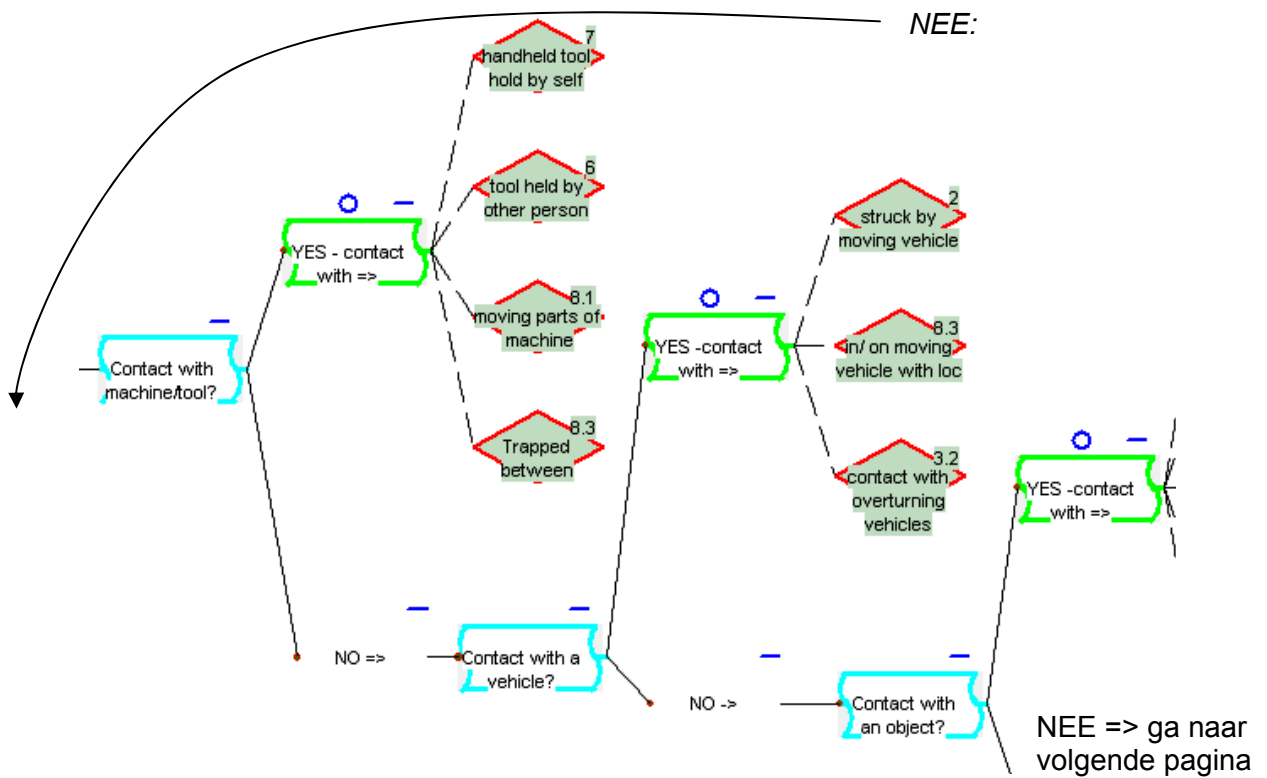 NEE:
7
handheld tool
hold by self
6
tool held by
other person
YES - contact
with =>
8.1
moving parts of
machine
Contact with
machine/tool?
8.3
Trapped
between
2
struck by
moving vehicle
YES -contact
with =>
8.3
in/ on moving
vehicle with loc
3.2
contact with
overturning
vehicles
YES -contact
with =>
NO =>
Contact with a
vehicle?
NO ->
Contact with
an object?
NEE => ga naar
volgende pagina